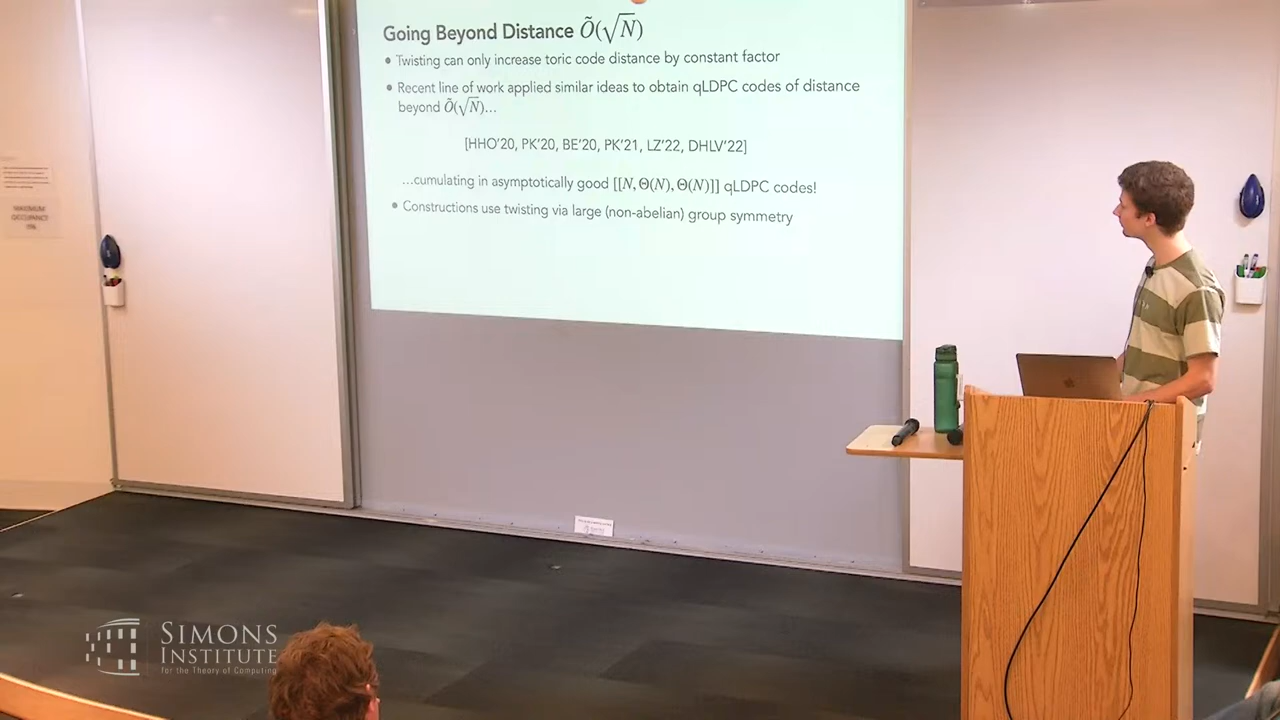 Going Beyond Distance Õ(√N)
• Twisting can only increase toric code distance by constant factor
• Recent line of work applied similar ideas to obtain qLDPC codes of distance
beyond Õ(√N)…
[HHO'20, PK'20, BE'20, PK'21, LZ'22, DHLV'22]
…cumulating in asymptotically good [[N, Θ(N), Θ(N)]] qLDPC codes!
• Constructions use twisting via large (non-abelian) group symmetry
MAXIMUM
OCCUPANCY
SIMONS
INSTITUTE
for the Theory of Computing